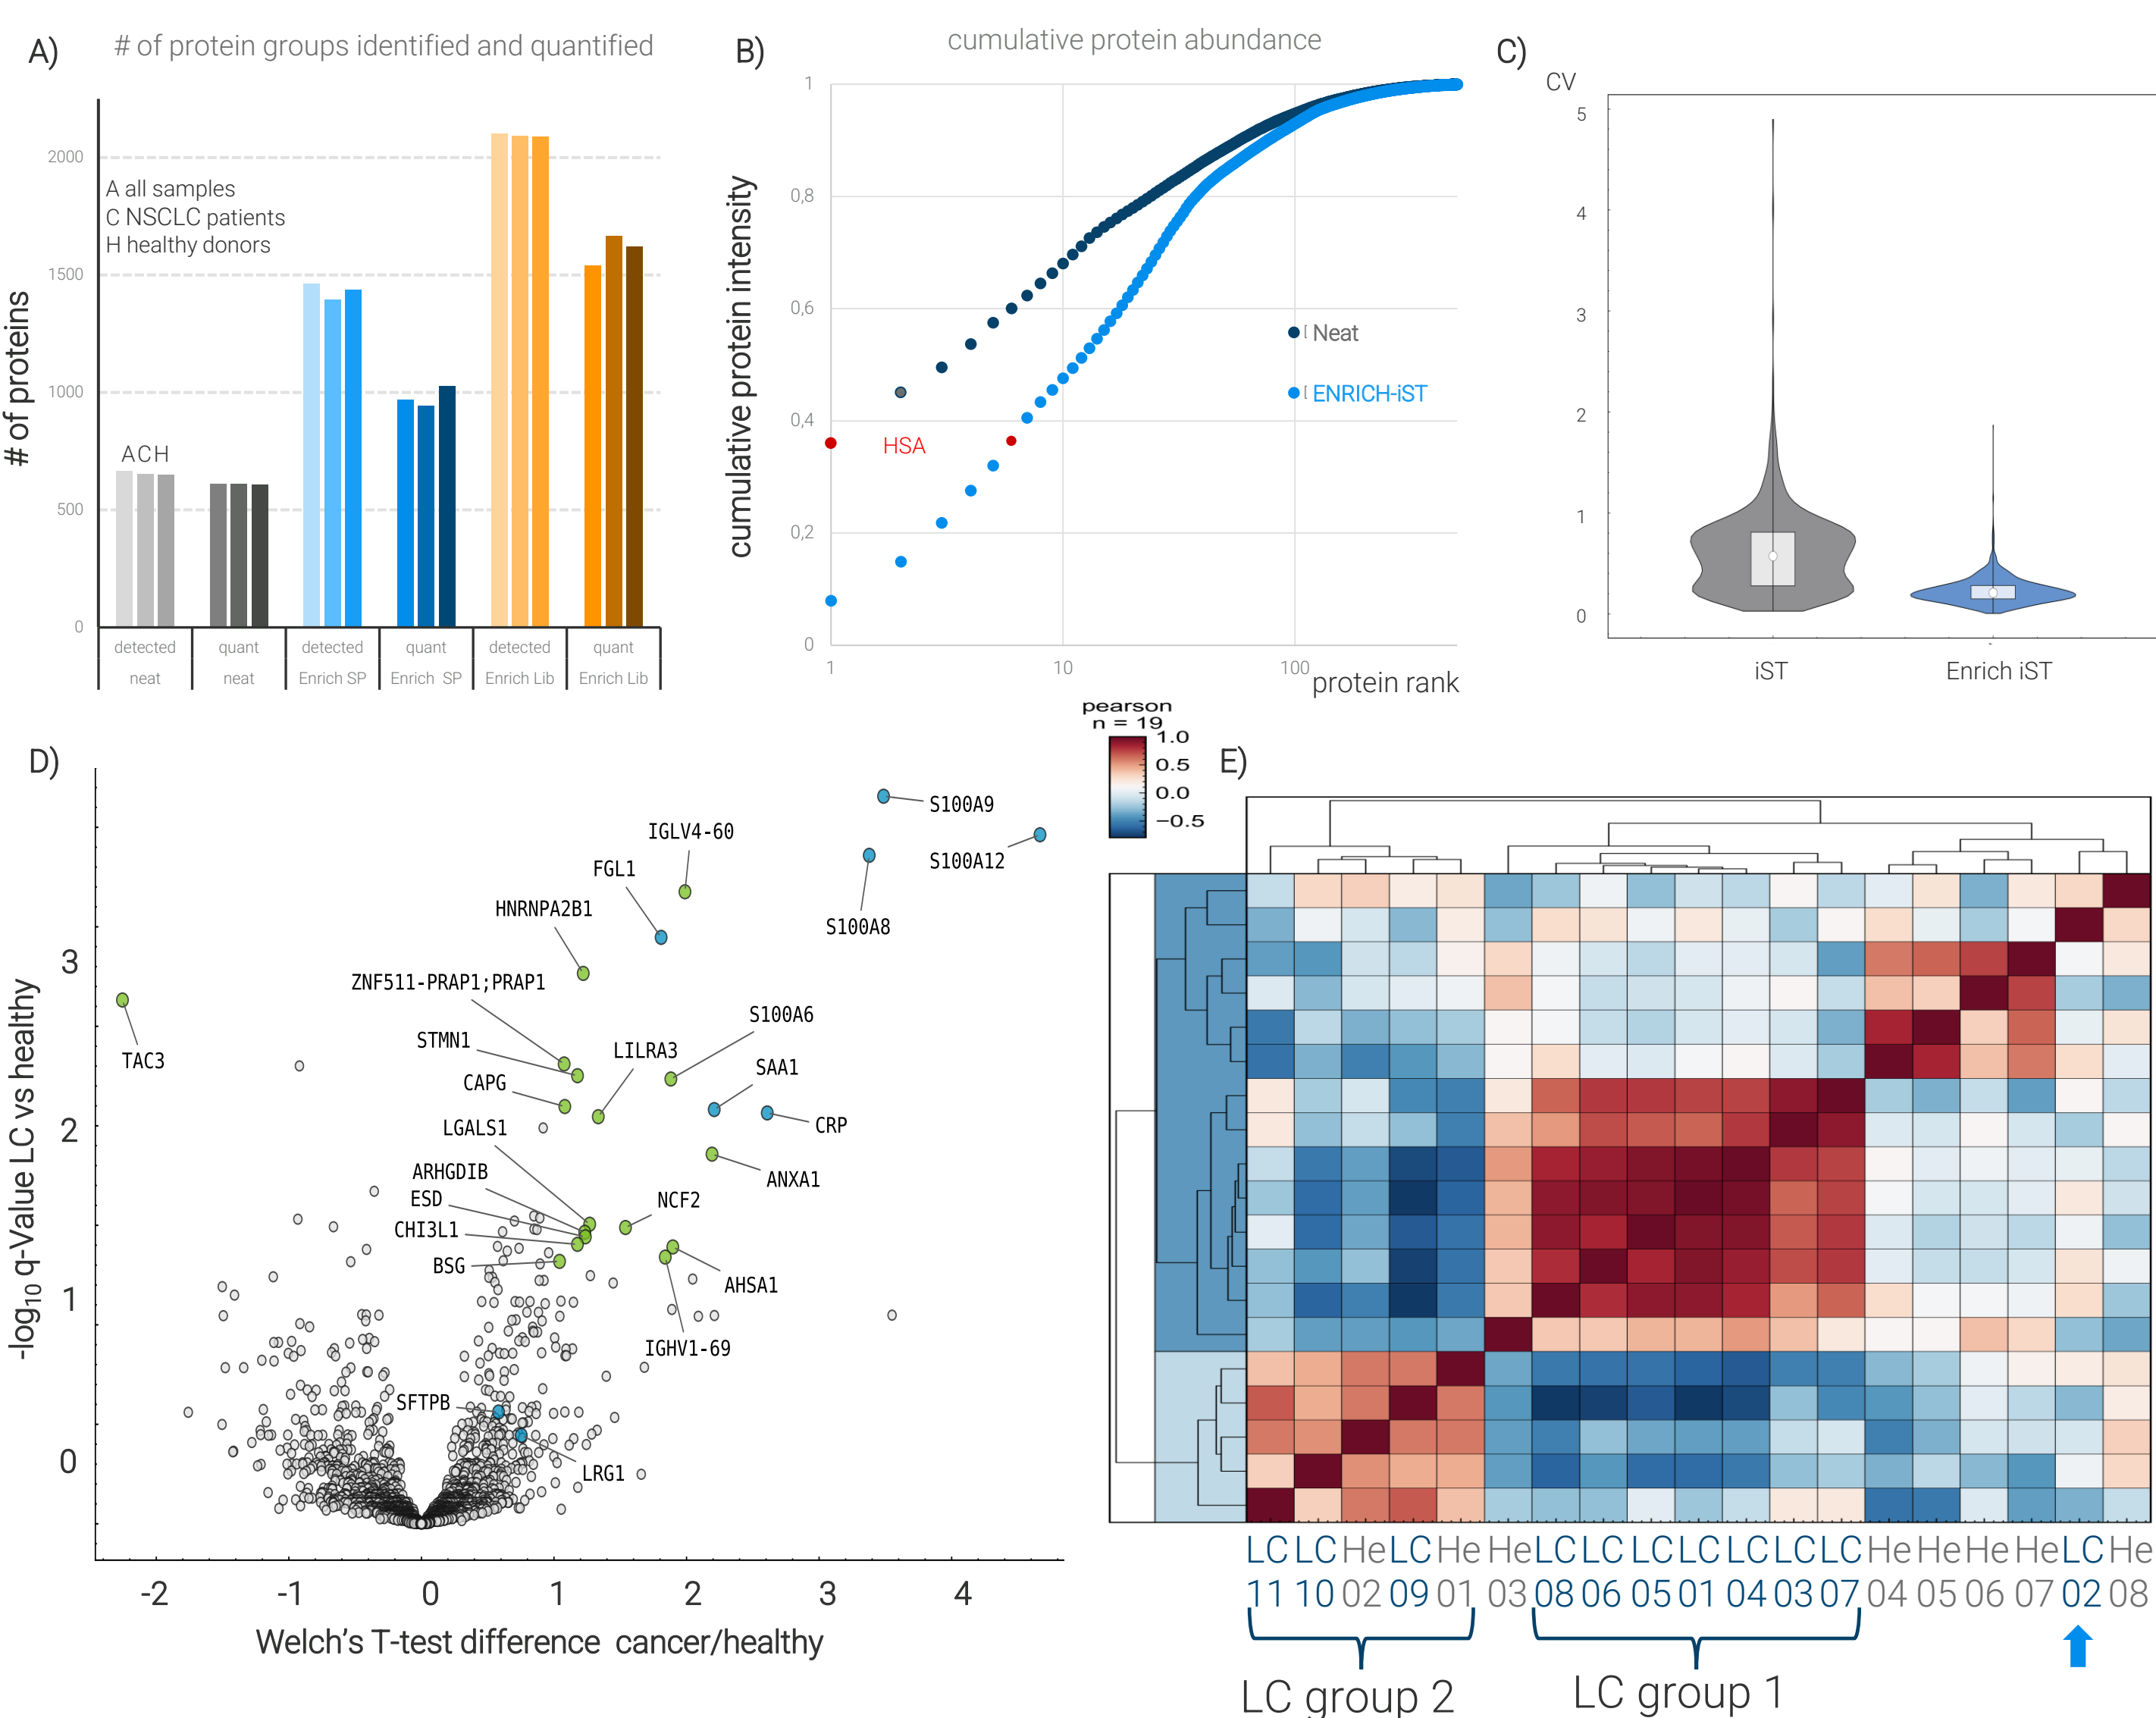 A)
# of protein groups identified and quantified
# of proteins
2000
1500
1000
500
0
A all samples
C NSCLC patients
H healthy donors
A C H
detected quant detected quant detected quant
neat neat Enrich SP Enrich SP Enrich Lib Enrich Lib
B)
cumulative protein abundance
cumulative protein intensity
1
0,8
0,6
0,4
0,2
0
HSA
Neat
ENRICH-iST
1 10 100
protein rank
C)
CV
5
4
3
2
1
0
iST Enrich iST
D)
-log10 q-Value LC vs healthy
3
2
1
0
S100A9
IGLV4-60
S100A12
FGL1
HNRNPA2B1
S100A8
ZNF511-PRAP1;PRAP1
S100A6
STMN1
LILRA3
TAC3
SAA1
CAPG
CRP
LGALS1
ARHGDIB
ANXA1
ESD
NCF2
CHI3L1
BSG
AHSA1
IGHV1-69
SFTPB
LRG1
-2 -1 0 1 2 3 4
Welch's T-test difference cancer/healthy
pearson
n = 19
1.0
0.5
0.0
−0.5
E)
LC LC He LC He He LC LC LC LC LC LC LC He He He He LC He
11 10 02 09 01 03 08 06 05 01 04 03 07 04 05 06 07 02 08
LC group 2
LC group 1